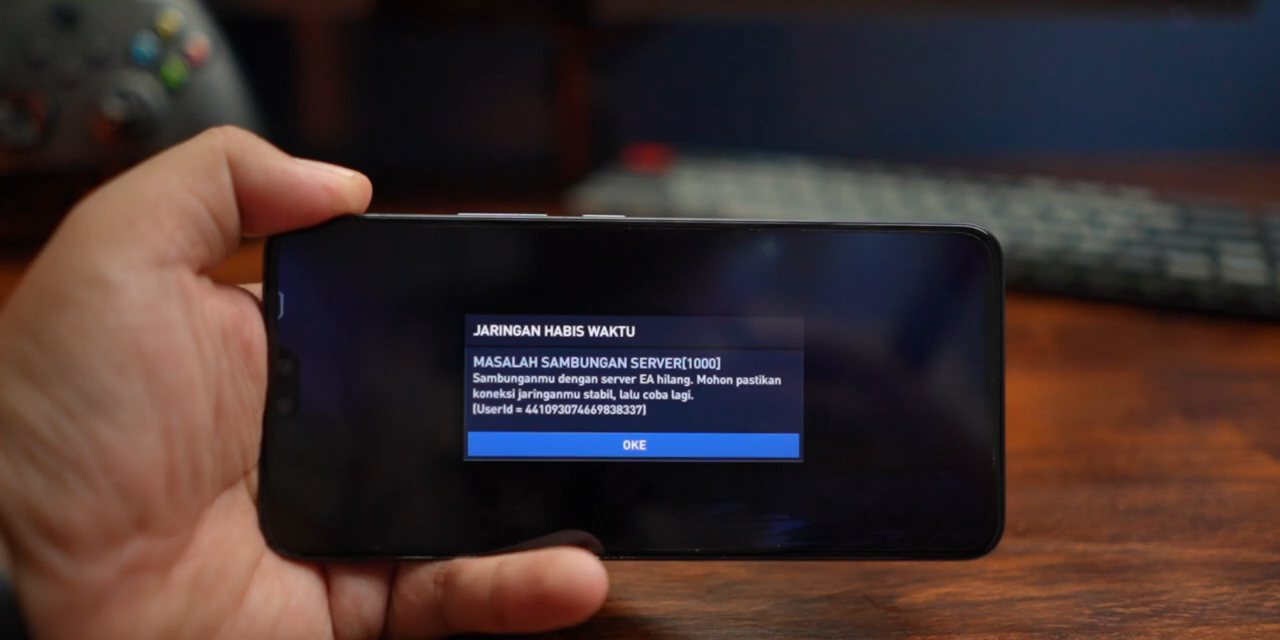 JARINGAN HABIS WAKTU
MASALAH SAMBUNGAN SERVER[1000]
Sambunganmu dengan server EA hilang. Mohon pastikan
koneksi jaringanmu stabil, lalu coba lagi.
[UserId = 441093074669838337]
OKE